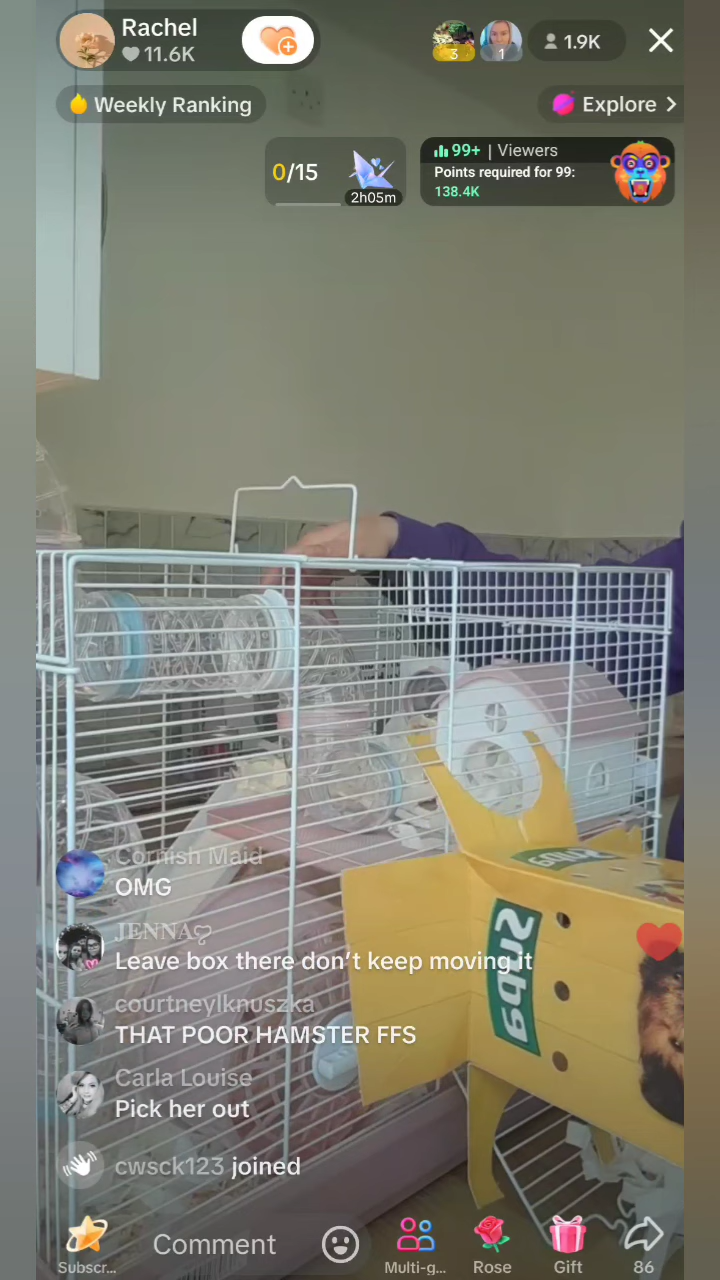 Rachel
11.6K
3
1
1.9K
Weekly Ranking
Explore
0/15
2h05m
99+ | Viewers
Points required for 99:
138.4K
Cornish Maid
OMG
JENNA
Leave box there don't keep moving it
courtneylknuszka
THAT POOR HAMSTER FFS
Carla Louise
Pick her out
cwsck123 joined
Subscr...
Comment
Multi-g...
Rose
Gift
86